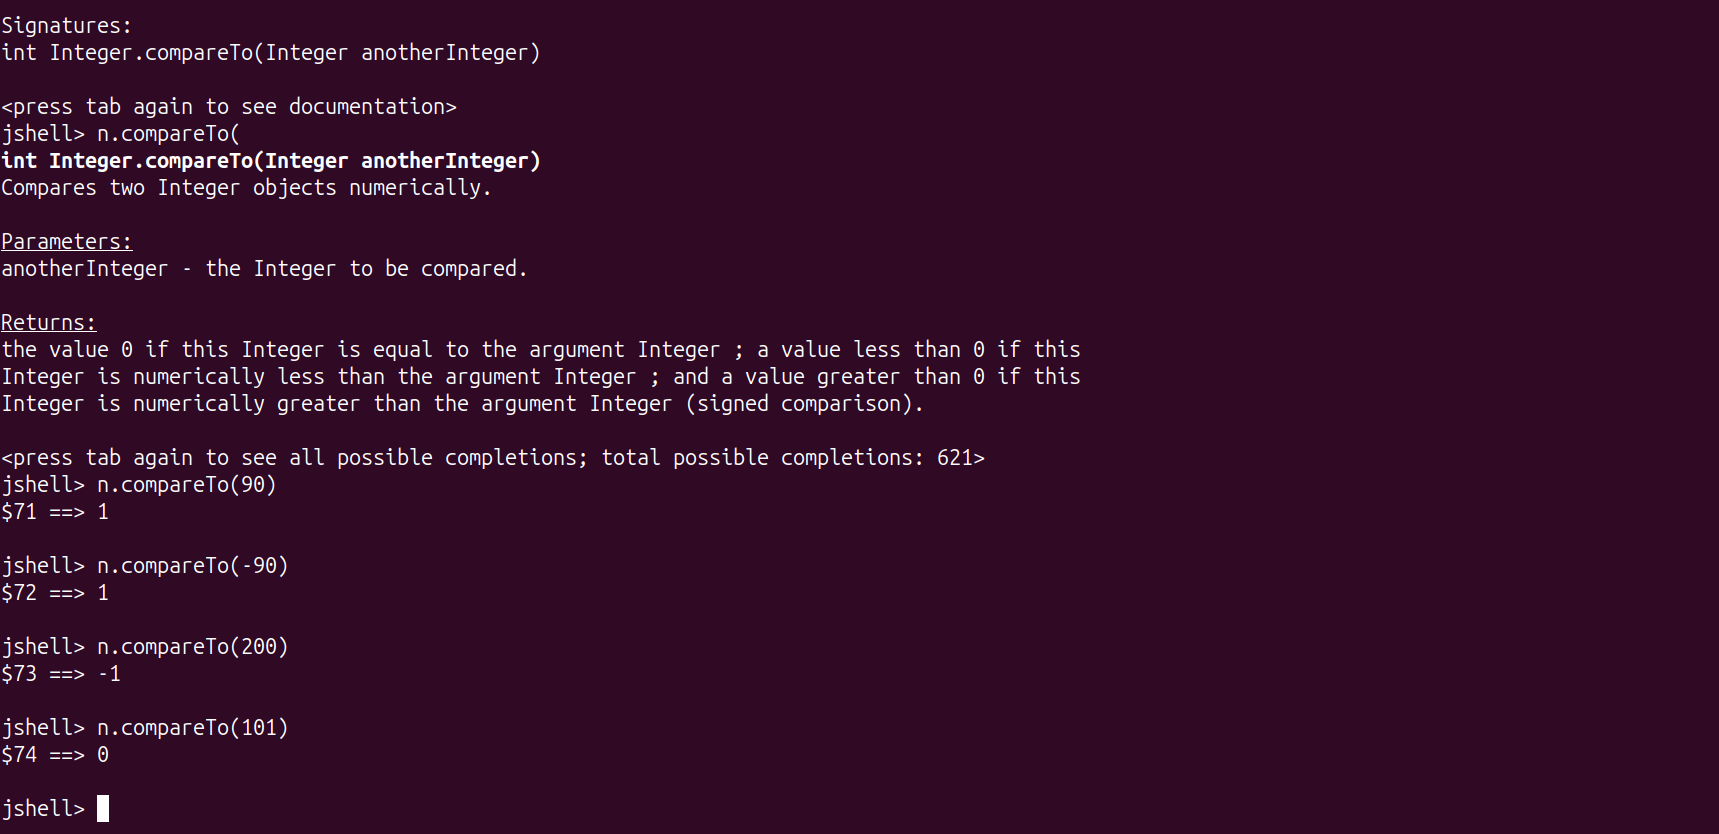 Signatures:
int Integer.compareTo(Integer anotherInteger)
<press tab again to see documentation>
jshell> n.compareTo(
int Integer.compareTo(Integer anotherInteger)
Compares two Integer objects numerically.
Parameters:
anotherInteger - the Integer to be compared.
Returns:
the value 0 if this Integer is equal to the argument Integer ; a value less than 0 if this
Integer is numerically less than the argument Integer ; and a value greater than 0 if this
Integer is numerically greater than the argument Integer (signed comparison).
<press tab again to see all possible completions; total possible completions: 621>
jshell> n.compareTo(90)
$71 ==> 1
jshell> n.compareTo(-90)
$72 ==> 1
jshell> n.compareTo(200)
$73 ==> -1
jshell> n.compareTo(101)
$74 ==> 0
jshell>